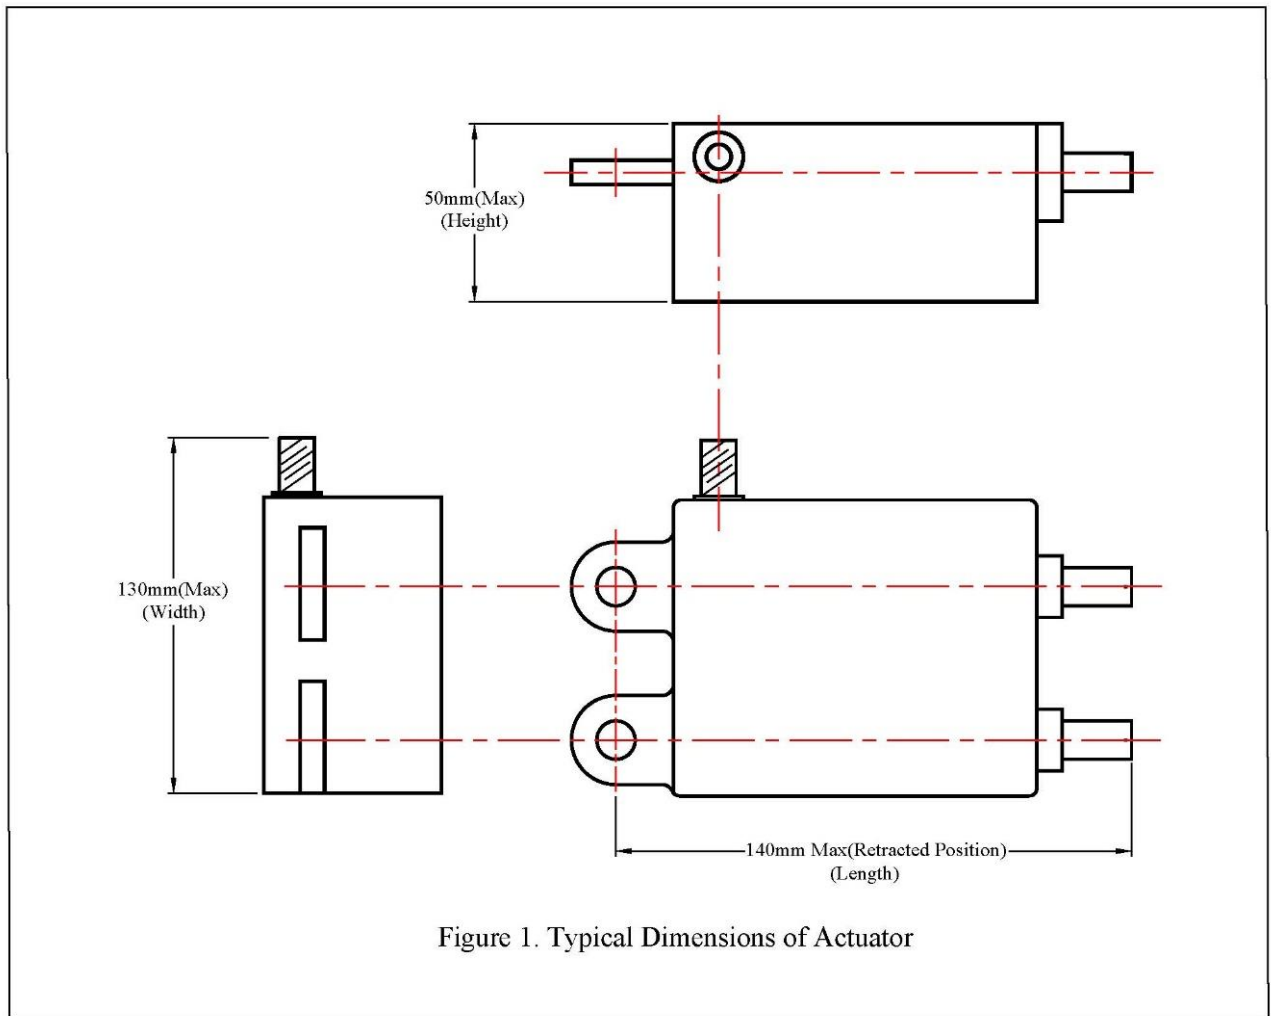 50mm(Max)
(Height)
130mm(Max)
(Width)
140mm Max(Retracted Position)
(Length)
Figure 1. Typical Dimensions of Actuator